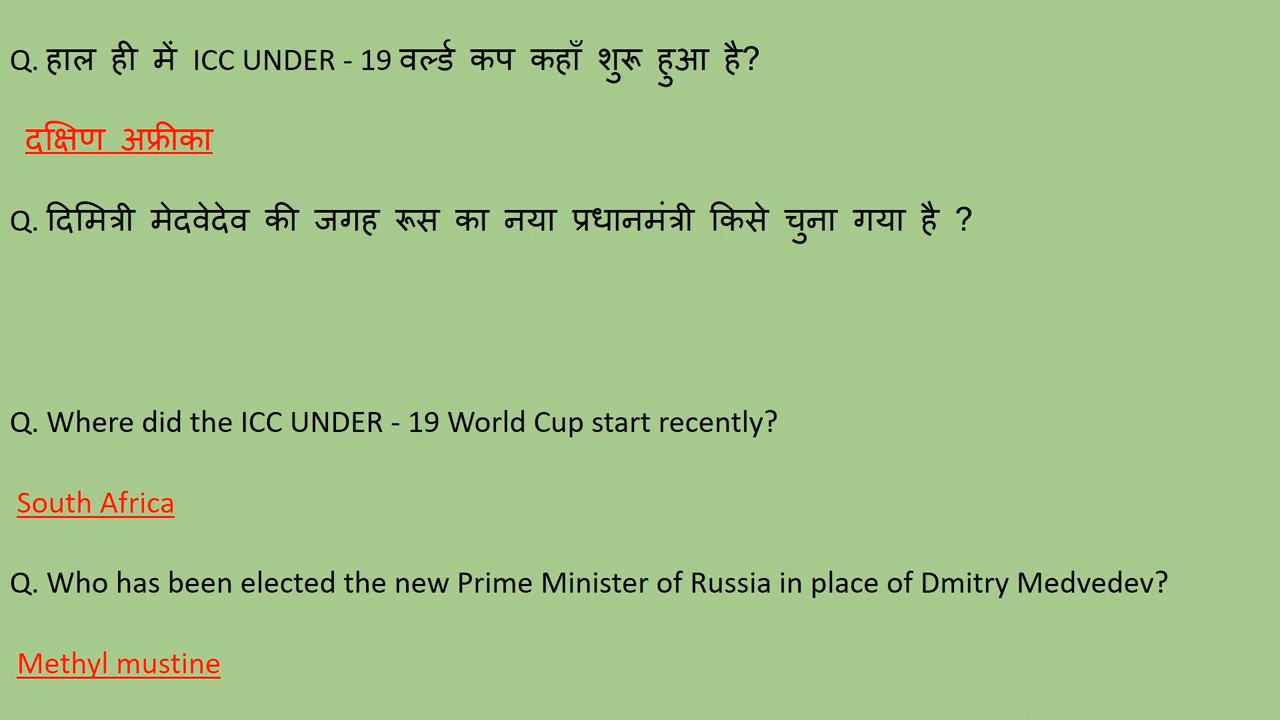 Q. हाल ही में ICC UNDER - 19 वर्ल्ड कप कहाँ शुरू हुआ है?
दक्षिण अफ्रीका
Q. दिमित्री मेदवेदेव की जगह रूस का नया प्रधानमंत्री किसे चुना गया है ?
Q. Where did the ICC UNDER - 19 World Cup start recently?
South Africa
Q. Who has been elected the new Prime Minister of Russia in place of Dmitry Medvedev?
Methyl mustine